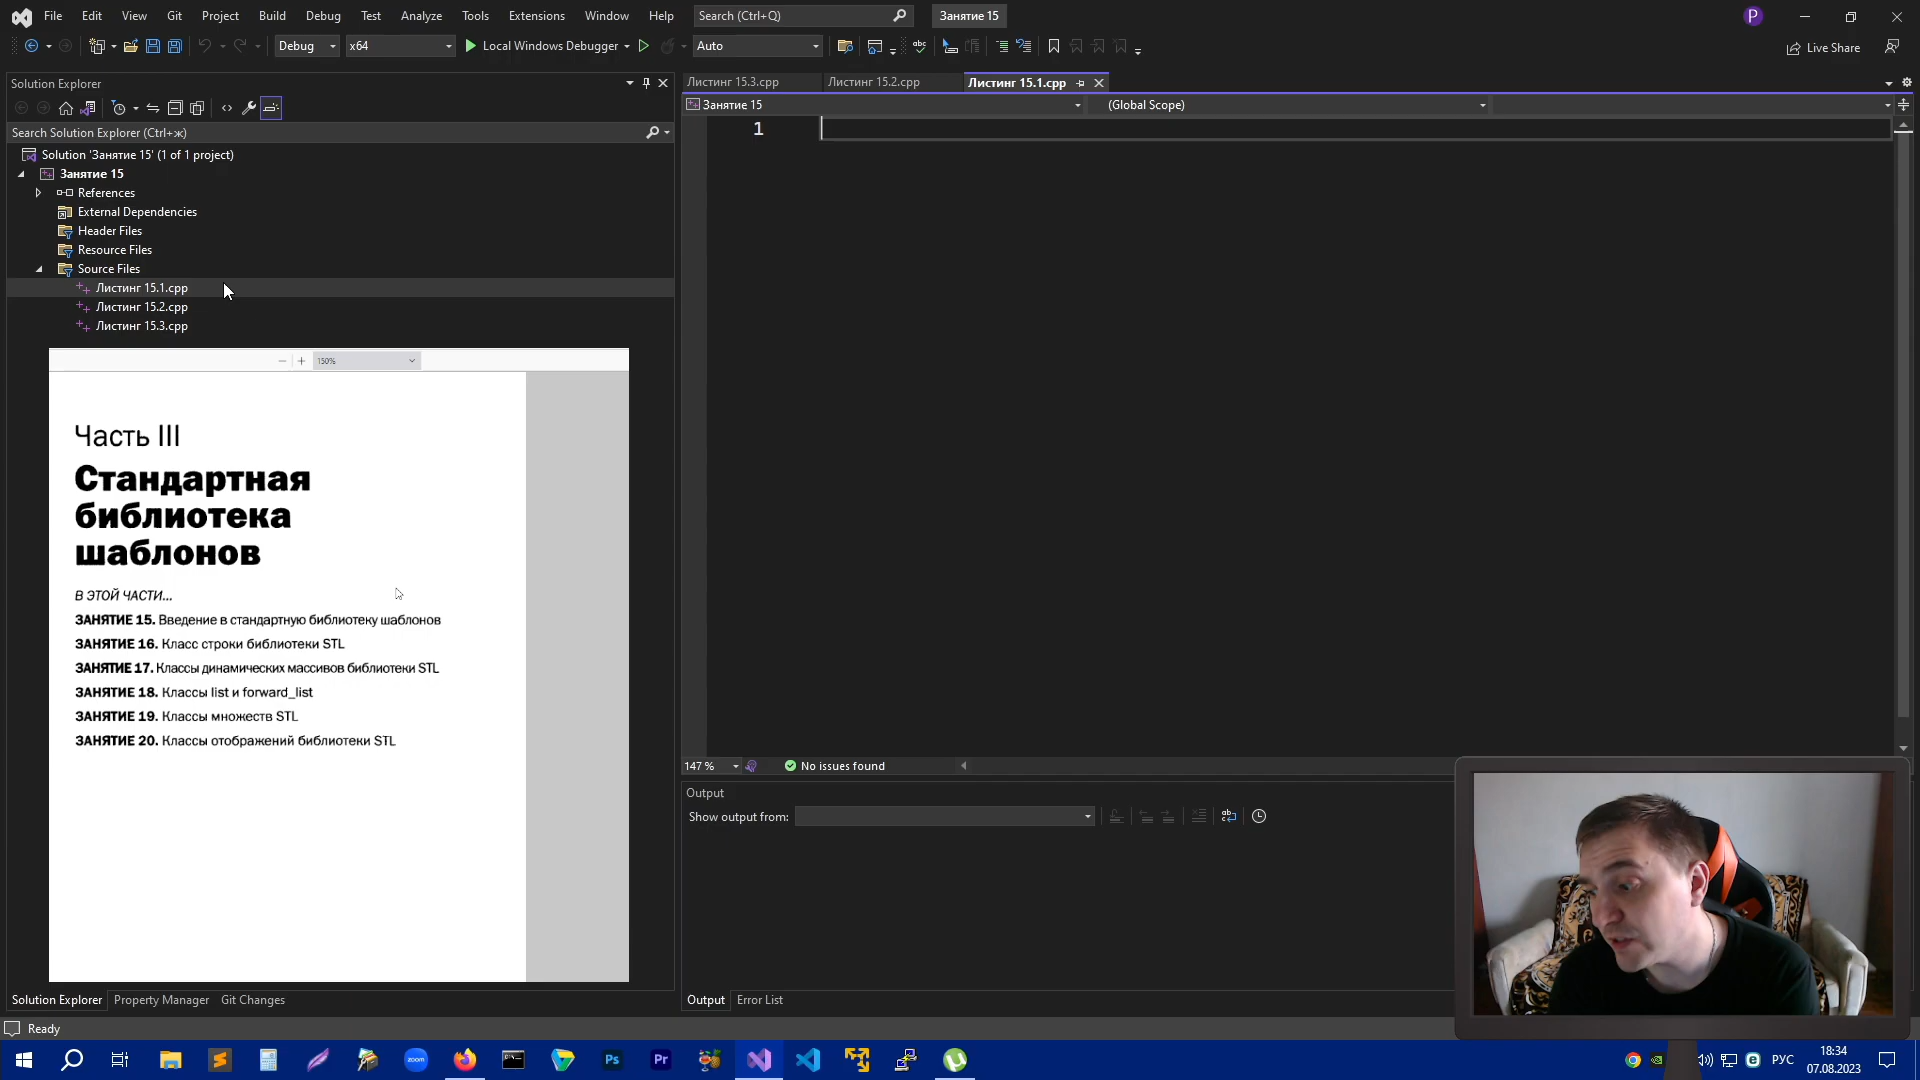 File Edit View Git Project Build Debug Test Analyze Tools Extensions Window Help Search (Ctrl+Q) Занятие 15 P
Debug x64 Local Windows Debugger Auto Live Share
Solution Explorer
Листинг 15.3.cpp Листинг 15.2.cpp Листинг 15.1.cpp
Занятие 15 (Global Scope)
Search Solution Explorer (Ctrl+ж)
1
Solution 'Занятие 15' (1 of 1 project)
Занятие 15
References
External Dependencies
Header Files
Resource Files
Source Files
Листинг 15.1.cpp
Листинг 15.2.cpp
Листинг 15.3.cpp
150%
Часть III
Стандартная
библиотека
шаблонов
В ЭТОЙ ЧАСТИ...
ЗАНЯТИЕ 15. Введение в стандартную библиотеку шаблонов
ЗАНЯТИЕ 16. Класс строки библиотеки STL
ЗАНЯТИЕ 17. Классы динамических массивов библиотеки STL
ЗАНЯТИЕ 18. Классы list и forward_list
ЗАНЯТИЕ 19. Классы множеств STL
ЗАНЯТИЕ 20. Классы отображений библиотеки STL
147 % No issues found
Output
Show output from:
Solution Explorer Property Manager Git Changes
Output Error List
Ready
zoom Ps Pr
РУС 18:34
07.08.2023